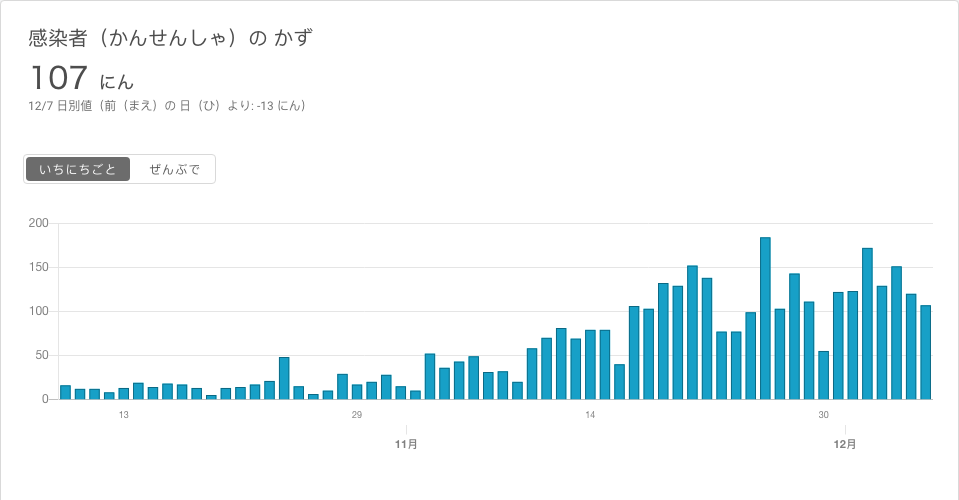 感染者（かんせんしゃ）の かず
107 にん
12/7 日別値（前（まえ）の 日（ひ）より: -13 にん）
いちにちごと ぜんぶで
200
150
100
50
0
13 29 14 30
11月 12月